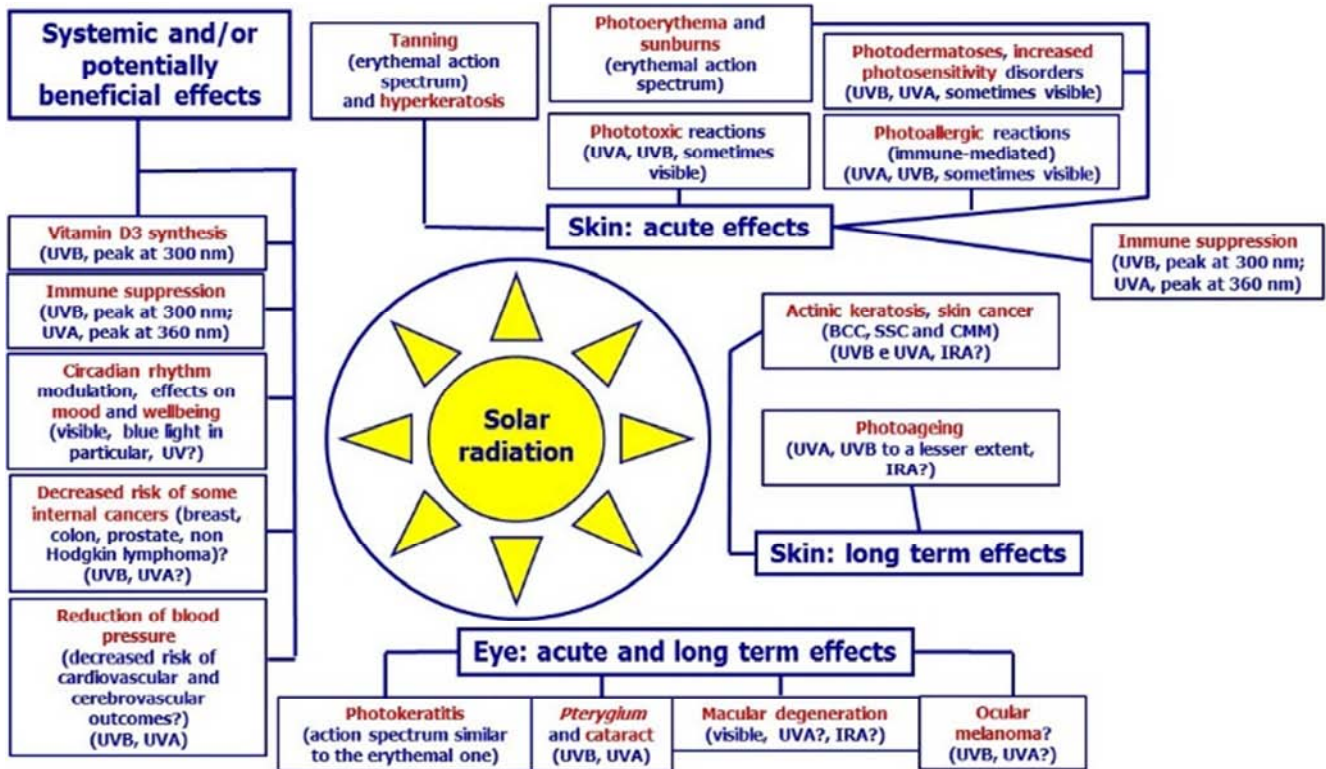 Systemic and/or
potentially
beneficial effects
Tanning
(erythemal action
spectrum)
and hyperkeratosis
Photoerythema and
sunburns
(erythemal action
spectrum)
Photodermatoses, increased
photosensitivity disorders
(UVB, UVA, sometimes visible)
Phototoxic reactions
(UVA, UVB, sometimes
visible)
Photoallergic reactions
(immune-mediated)
(UVA, UVB, sometimes visible)
Skin: acute effects
Immune suppression
(UVB, peak at 300 nm;
UVA, peak at 360 nm)
Vitamin D3 synthesis
(UVB, peak at 300 nm)
Immune suppression
(UVB, peak at 300 nm;
UVA, peak at 360 nm)
Circadian rhythm
modulation, effects on
mood and wellbeing
(visible, blue light in
particular, UV?)
Decreased risk of some
internal cancers (breast,
colon, prostate, non
Hodgkin lymphoma)?
(UVB, UVA?)
Reduction of blood
pressure
(decreased risk of
cardiovascular and
cerebrovascular
outcomes?)
(UVB, UVA)
Solar
radiation
Actinic keratosis, skin cancer
(BCC, SSC and CMM)
(UVB e UVA, IRA?)
Photoageing
(UVA, UVB to a lesser extent,
IRA?)
Skin: long term effects
Eye: acute and long term effects
Photokeratitis
(action spectrum similar
to the erythemal one)
Pterygium
and cataract
(UVB, UVA)
Macular degeneration
(visible, UVA?, IRA?)
Ocular
melanoma?
(UVB, UVA?)